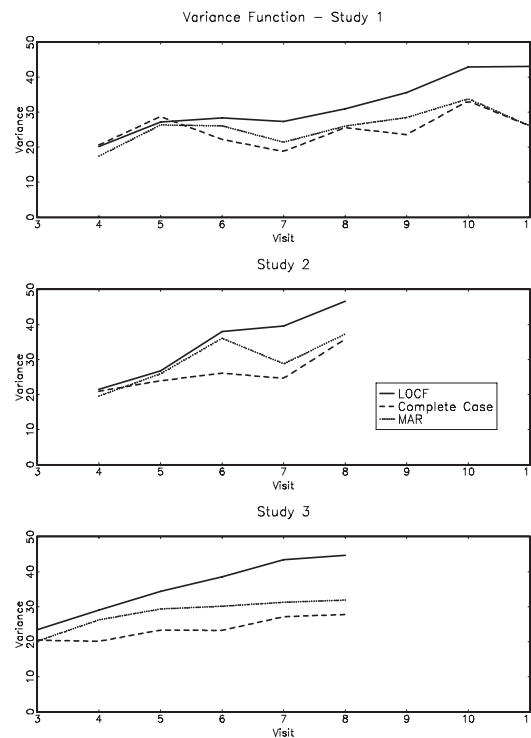 Variance Function – Study 1
Variance
0 10 20 30 40 50
3 4 5 6 7 8 9 10 1
Visit
Study 2
Variance
0 10 20 30 40 50
LOCF
Complete Case
MAR
3 4 5 6 7 8 9 10 1
Visit
Study 3
Variance
0 10 20 30 40 50
3 4 5 6 7 8 9 10 1
Visit